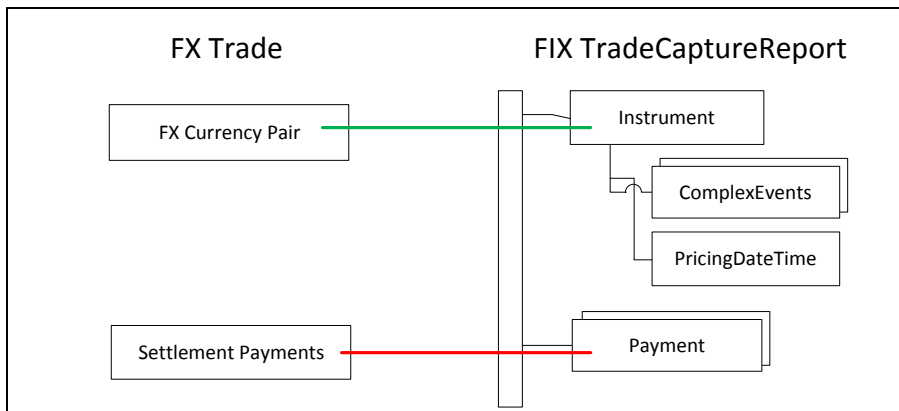 FX Trade
FIX TradeCaptureReport
FX Currency Pair
Instrument
ComplexEvents
PricingDateTime
Settlement Payments
Payment